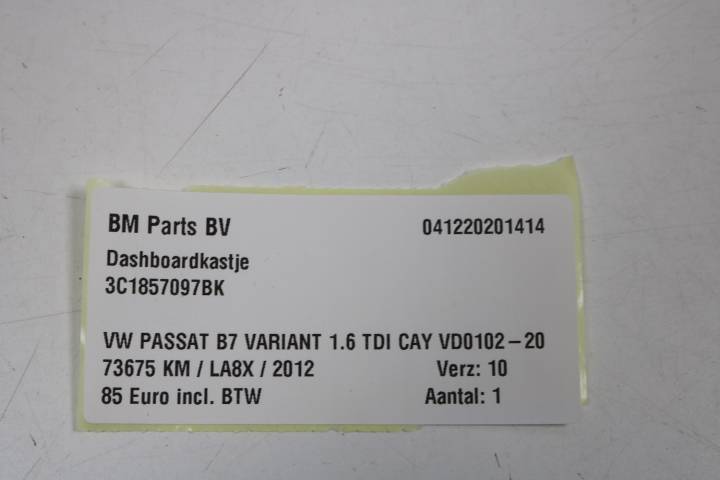 BM Parts BV 041220201414
Dashboardkastje
3C1857097BK
VW PASSAT B7 VARIANT 1.6 TDI CAY VD0102-20
73675 KM / LA8X / 2012 Verz: 10
85 Euro incl. BTW Aantal: 1